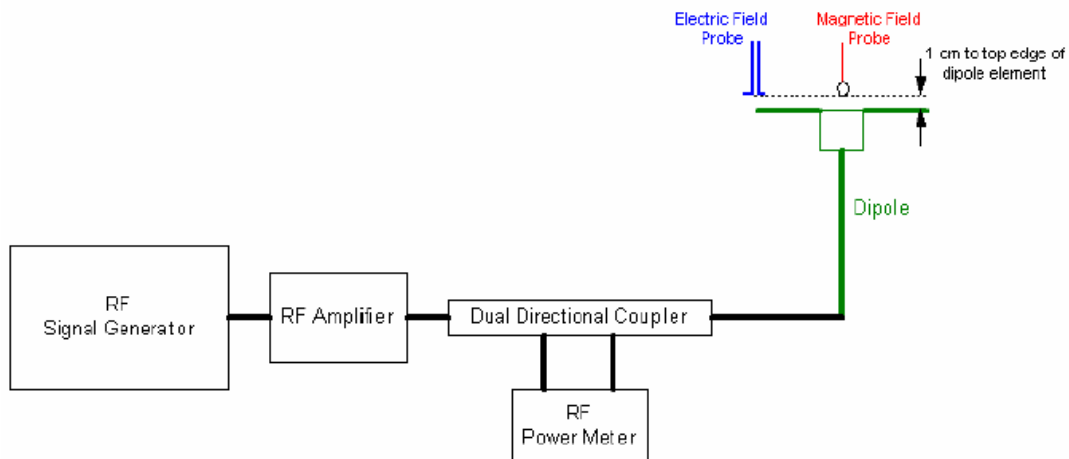 Electric Field
Probe
Magnetic Field
Probe
1 cm to top edge of
dipole element
Dipole
RF
Signal Generator
RF Amplifier
Dual Directional Coupler
RF
Power Meter